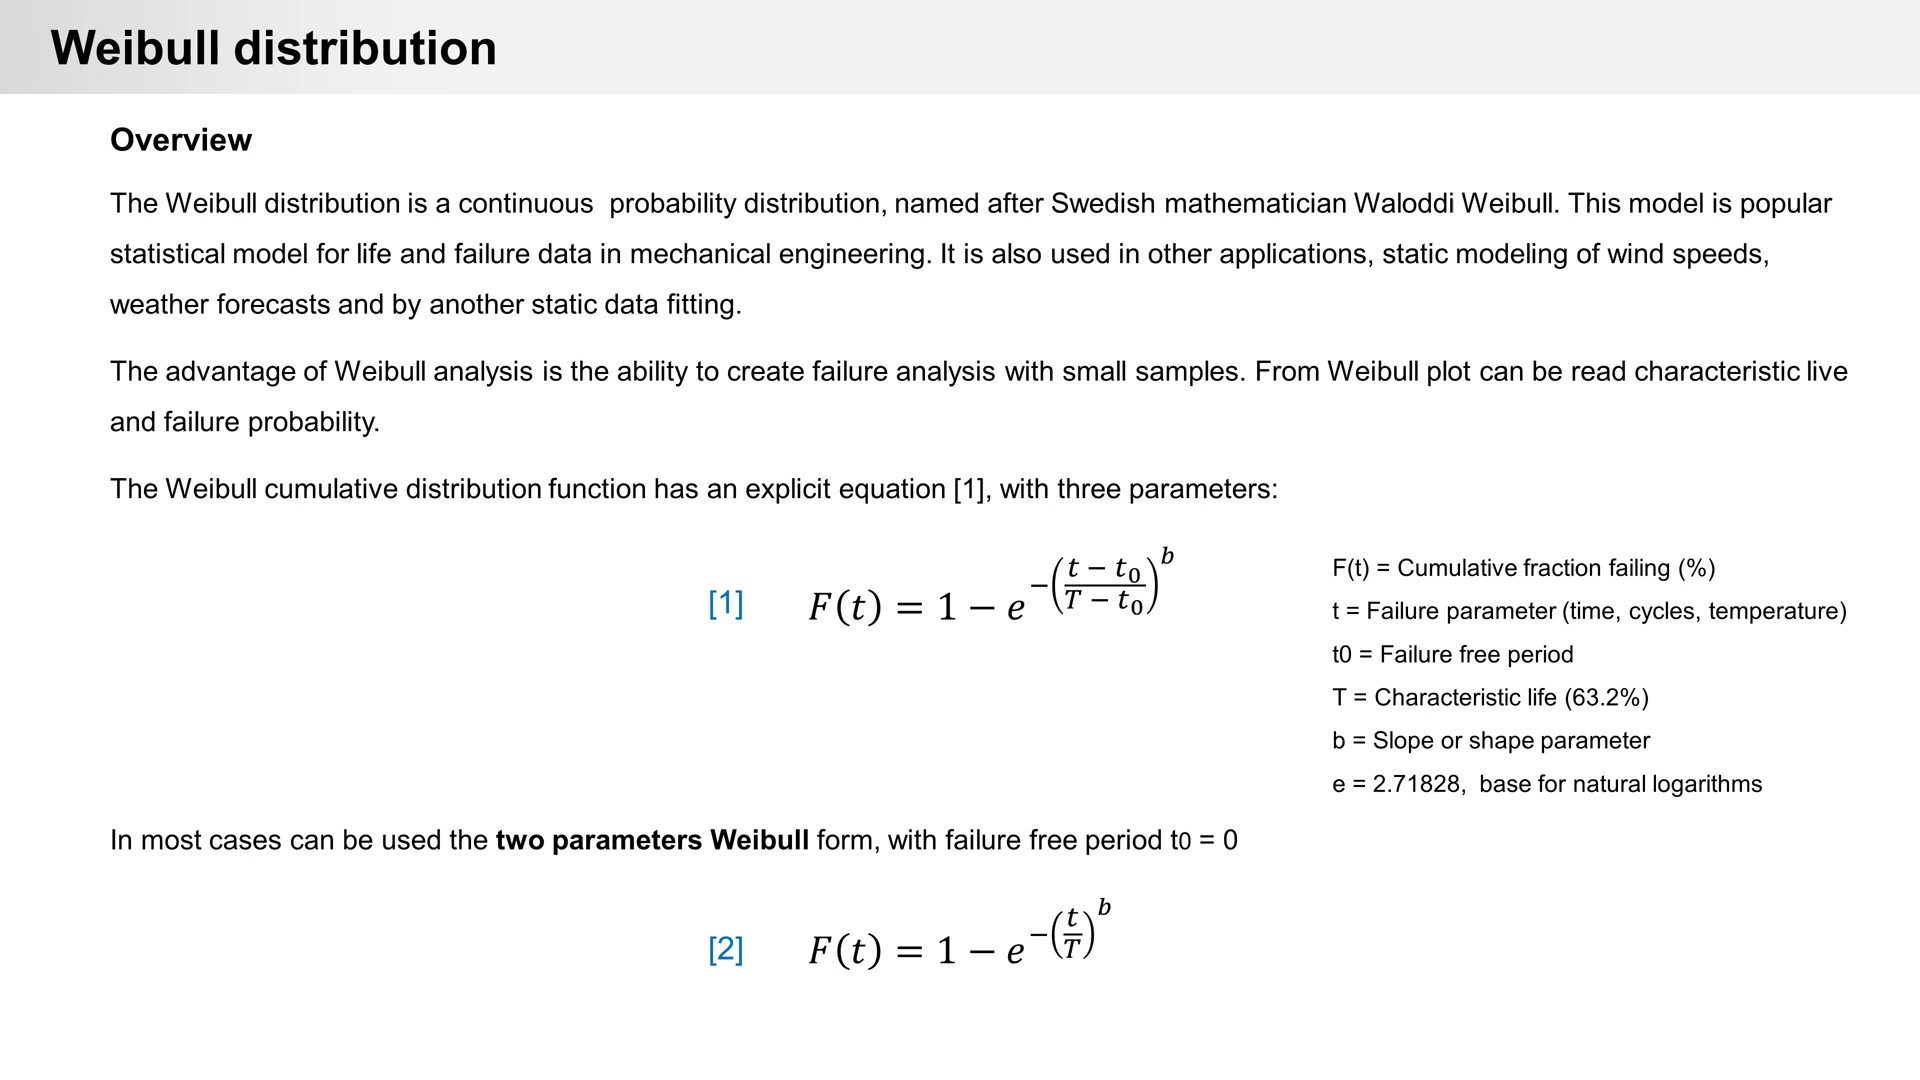 Weibull distribution
Overview
The Weibull distribution is a continuous  probability distribution, named after Swedish mathematician Waloddi Weibull. This model is popular
statistical model for life and failure data in mechanical engineering. It is also used in other applications, static modeling of wind speeds,
weather forecasts and by another static data fitting.
The advantage of Weibull analysis is the ability to create failure analysis with small samples. From Weibull plot can be read characteristic live
and failure probability.
The Weibull cumulative distribution function has an explicit equation [1], with three parameters:
[1] F(t) = 1 − e^{−((t − t₀)/(T − t₀))^b}
F(t) = Cumulative fraction failing (%)
t = Failure parameter (time, cycles, temperature)
t0 = Failure free period
T = Characteristic life (63.2%)
b = Slope or shape parameter
e = 2.71828,  base for natural logarithms
In most cases can be used the two parameters Weibull form, with failure free period t0 = 0
[2] F(t) = 1 − e^{−(t/T)^b}